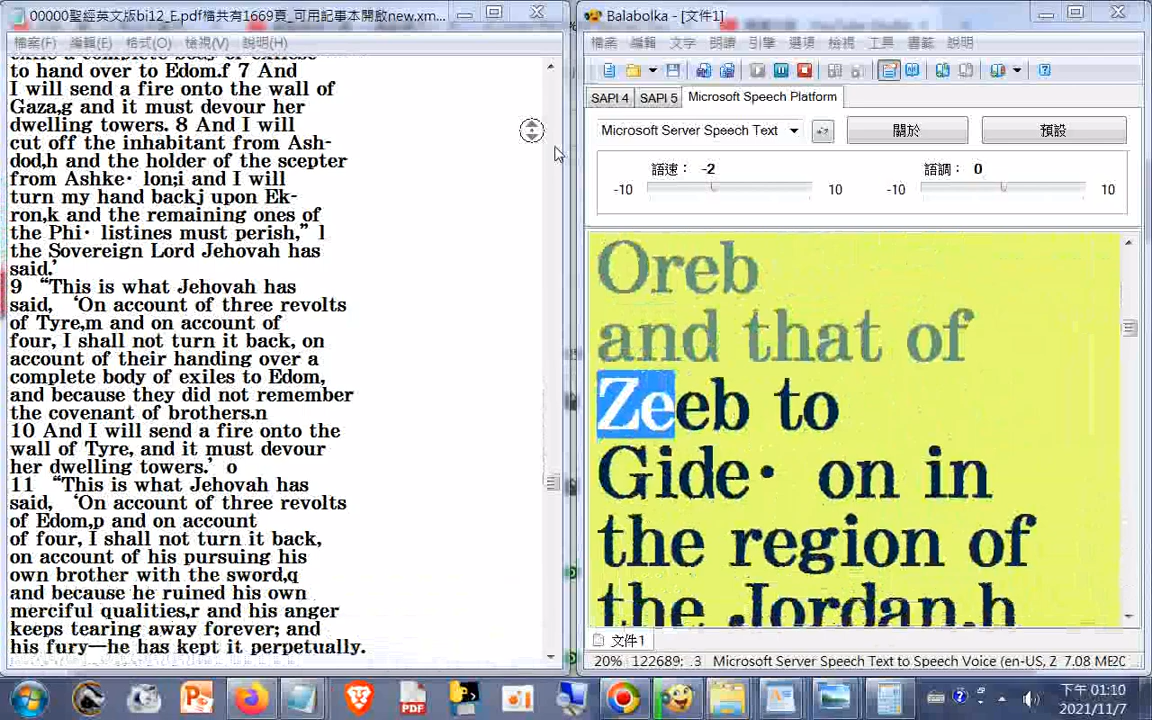 00000聖經英文版bi12_E.pdf檔共有1669頁_可用記事本開啟new.xm...
檔案(F) 編輯(E) 格式(O) 檢視(V) 說明(H)
to hand over to Edom.f 7 And
I will send a fire onto the wall of
Gaza,g and it must devour her
dwelling towers. 8 And I will
cut off the inhabitant from Ash-
dod,h and the holder of the scepter
from Ashke· lon;i and I will
turn my hand backj upon Ek-
ron,k and the remaining ones of
the Phi· listines must perish,” l
the Sovereign Lord Jehovah has
said.’
9 “This is what Jehovah has
said, ‘On account of three revolts
of Tyre,m and on account of
four, I shall not turn it back, on
account of their handing over a
complete body of exiles to Edom,
and because they did not remember
the covenant of brothers.n
10 And I will send a fire onto the
wall of Tyre, and it must devour
her dwelling towers.’ o
11 “This is what Jehovah has
said, ‘On account of three revolts
of Edom,p and on account
of four, I shall not turn it back,
on account of his pursuing his
own brother with the sword,q
and because he ruined his own
merciful qualities,r and his anger
keeps tearing away forever; and
his fury—he has kept it perpetually.
Balabolka - [文件1]
檔案 編輯 文字 朗讀 引擎 選項 檢視 工具 書籤 說明
SAPI 4 SAPI 5 Microsoft Speech Platform
Microsoft Server Speech Text 關於 預設
語速： -2 語調： 0
-10 10 -10 10
Oreb
and that of
Zeeb to
Gide· on in
the region of
the Jordan.h
文件1
20% 122689: .3 Microsoft Server Speech Text to Speech Voice (en-US, Z 7.08 ME20
下午 01:10
2021/11/7